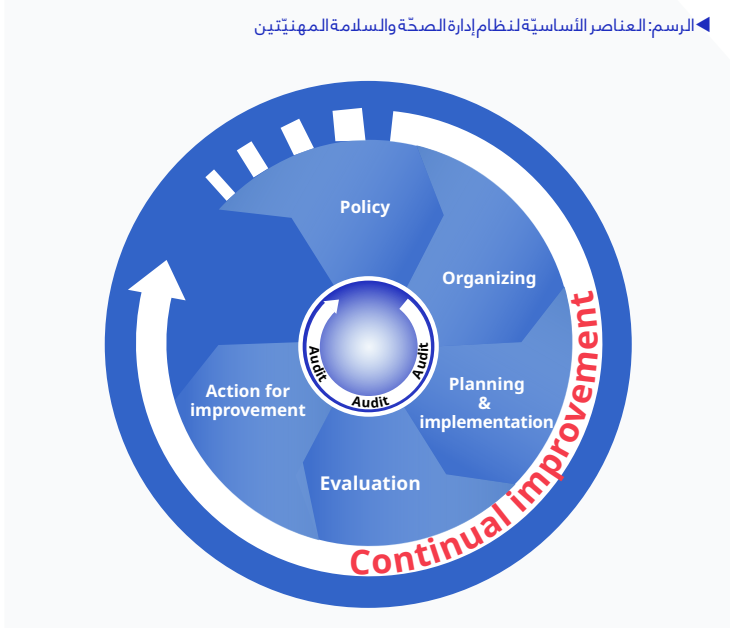 الرسم: العناصر الأساسيّة لنظام إدارة الصحّة والسلامة المهنيّتين
Policy
Organizing
Planning
&
implementation
Evaluation
Action for
improvement
Audit
Audit
Audit
Continual improvement